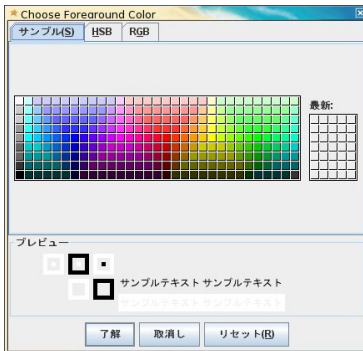 Choose Foreground Color
サンプル(S) HSB RGB
最新:
プレビュー
サンプルテキスト サンプルテキスト
サンプルテキスト サンプルテキスト
了解 取消し リセット(R)